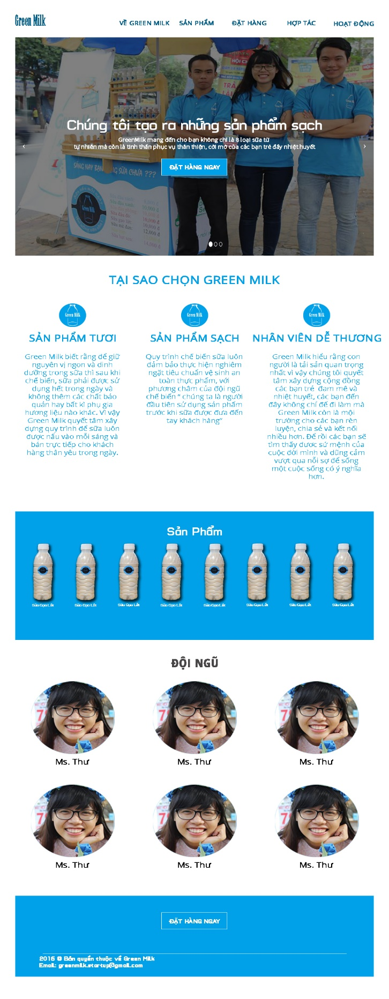 Green Milk
VỀ GREEN MILK SẢN PHẨM ĐẶT HÀNG HỢP TÁC HOẠT ĐỘNG
Chúng tôi tạo ra những sản phẩm sạch
GreenMilk mang đến cho bạn không chỉ là 8 loại sữa từ
tự nhiên mà còn là tinh thần phục vụ thân thiện, cởi mở của các bạn trẻ đầy nhiệt huyết
ĐẶT HÀNG NGAY
SÁNG NAY BẠN SỮA CHƯA ???
Green Milk
10,000 đ
10,000 đ
12,000 đ
14,000 đ
TẠI SAO CHỌN GREEN MILK
Green Milk
SẢN PHẨM TƯƠI
Green Milk biết rằng để giữ
nguyên vị ngon và dinh
dưỡng trong sữa thì sau khi
chế biến, sữa phải được sử
dụng hết trong ngày và
không thêm các chất bảo
quản hay bất kì phụ gia
hương liệu nào khác. Vì vậy
Green Milk quyết tâm xây
dựng quy trình để sữa luôn
được nấu vào mỗi sáng và
bán trực tiếp cho khách
hàng thân yêu trong ngày.
Green Milk
SẢN PHẨM SẠCH
Quy trình chế biến sữa luôn
đảm bảo thực hiện nghiêm
ngặt tiêu chuẩn vệ sinh an
toàn thực phẩm, với
phương châm của đội ngũ
chế biến " chúng ta là người
đầu tiên sử dụng sản phẩm
trước khi sữa được đưa đến
tay khách hàng"
Green Milk
NHÂN VIÊN DỄ THƯƠNG
Green Milk hiểu rằng con
người là tải sản quan trọng
nhất vì vậy chúng tôi quyết
tâm xây dựng cộng đồng
các bạn trẻ đam mê và
nhiệt huyết, các bạn đến
đây không chỉ để đi làm mà
Green Milk còn là mội
trường cho các bạn rèn
luyện, chia sẻ và kết nối
nhiều hơn. Để rồi các bạn sẽ
tìm thấy dươc sứ mệnh của
cuộc đời mình và dũng cảm
vượt qua nỗi sợ để sống
một cuộc sống có ý nghĩa
hơn.
Sản Phẩm
Sữa Gạo Lứt Sữa Gạo Lứt Sữa Gạo Lứt Sữa Gạo Lứt Sữa Gạo Lứt Sữa Gạo Lứt Sữa Gạo Lứt Sữa Gạo Lứt
ĐỘI NGŨ
Ms. Thư Ms. Thư Ms. Thư
Ms. Thư Ms. Thư Ms. Thư
ĐẶT HÀNG NGAY
2015 © Bản quyền thuộc về Green Milk
Email: greenmilk.startup@gmail.com